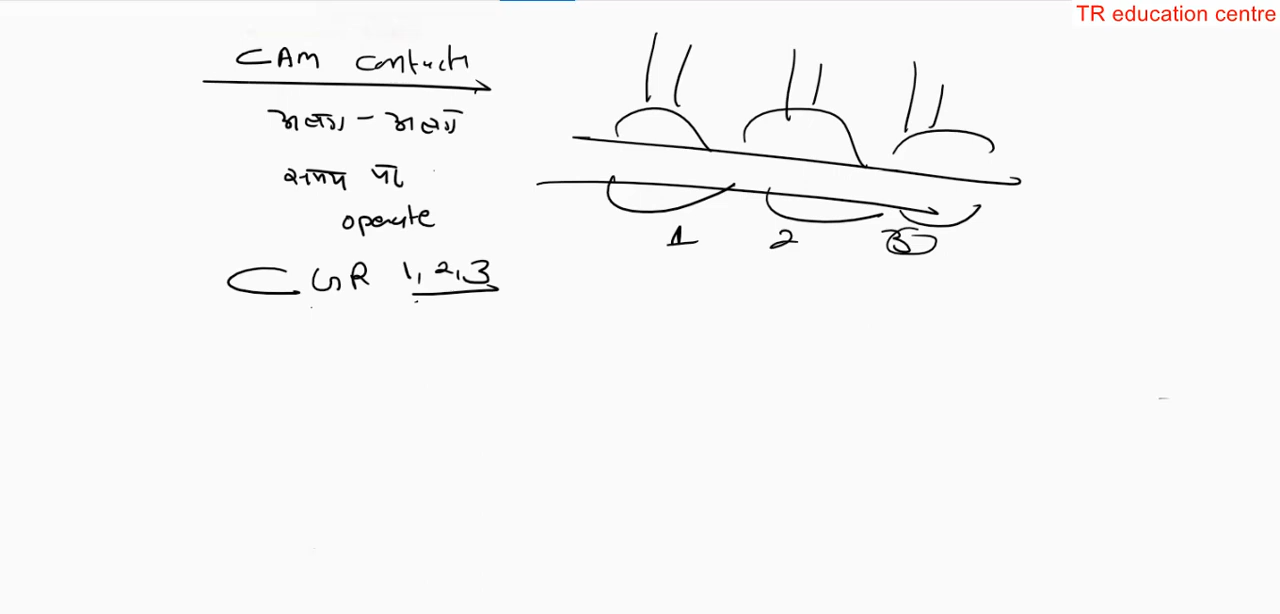 TR education centre
CAM contacts
अलग - अलग
समय पर
operate
CGR 1, 2, 3
1 2 3